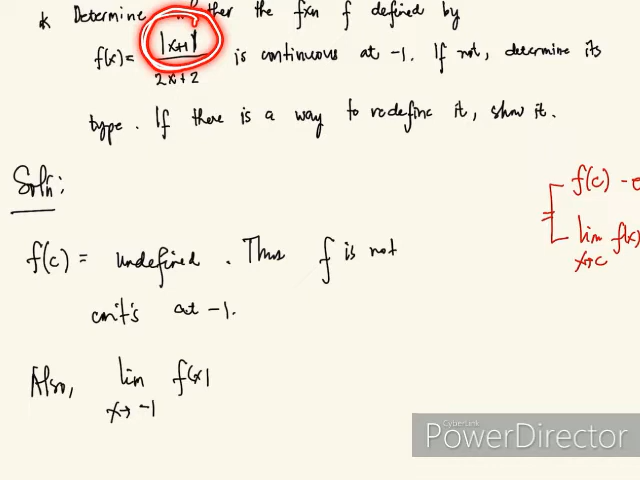 * Determine the fxn f defined by
f(x) = |x+1| / 2x+2 is continuous at -1. If not, determine its
type. If there is a way to redefine it, show it.
Sol'n:
f(c) -
lim f(x)
x→c
f(c) = undefined. Thus f is not
cont's at -1.
Also, lim f(x)
x→ -1
CyberLink
PowerDirector